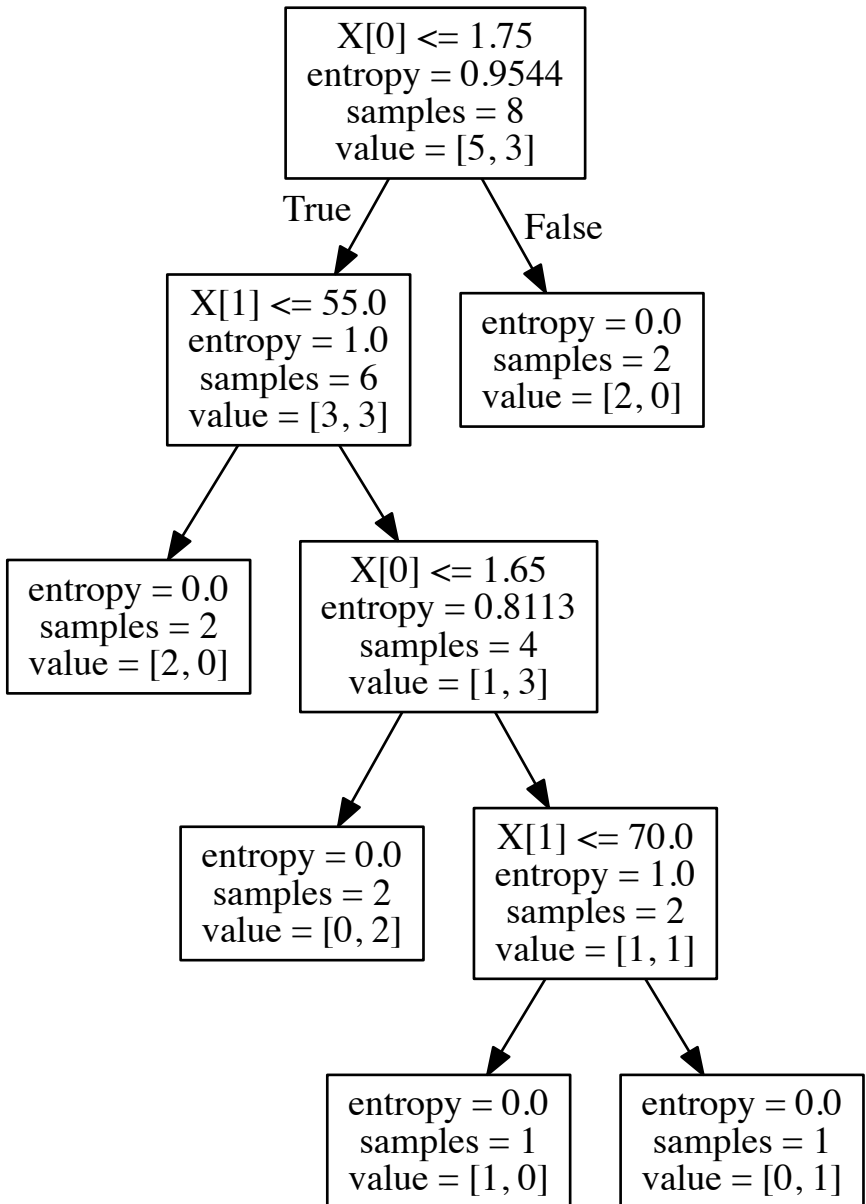 X[0] <= 1.75
entropy = 0.9544
samples = 8
value = [5, 3]
True
False
X[1] <= 55.0
entropy = 1.0
samples = 6
value = [3, 3]
entropy = 0.0
samples = 2
value = [2, 0]
entropy = 0.0
samples = 2
value = [2, 0]
X[0] <= 1.65
entropy = 0.8113
samples = 4
value = [1, 3]
entropy = 0.0
samples = 2
value = [0, 2]
X[1] <= 70.0
entropy = 1.0
samples = 2
value = [1, 1]
entropy = 0.0
samples = 1
value = [1, 0]
entropy = 0.0
samples = 1
value = [0, 1]